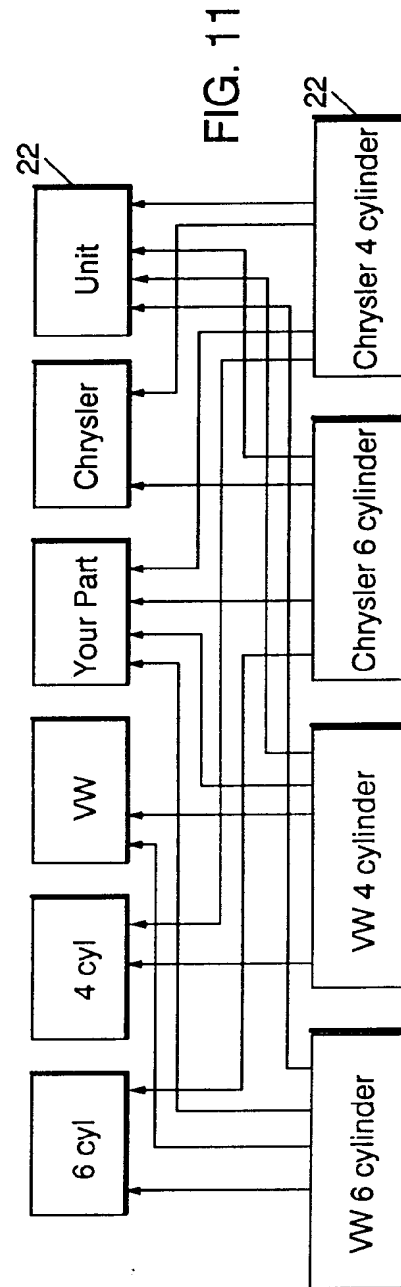 6 cyl
4 cyl
VW
Your Part
Chrysler
Unit
22
VW 6 cylinder
VW 4 cylinder
Chrysler 6 cylinder
Chrysler 4 cylinder
22
FIG. 11